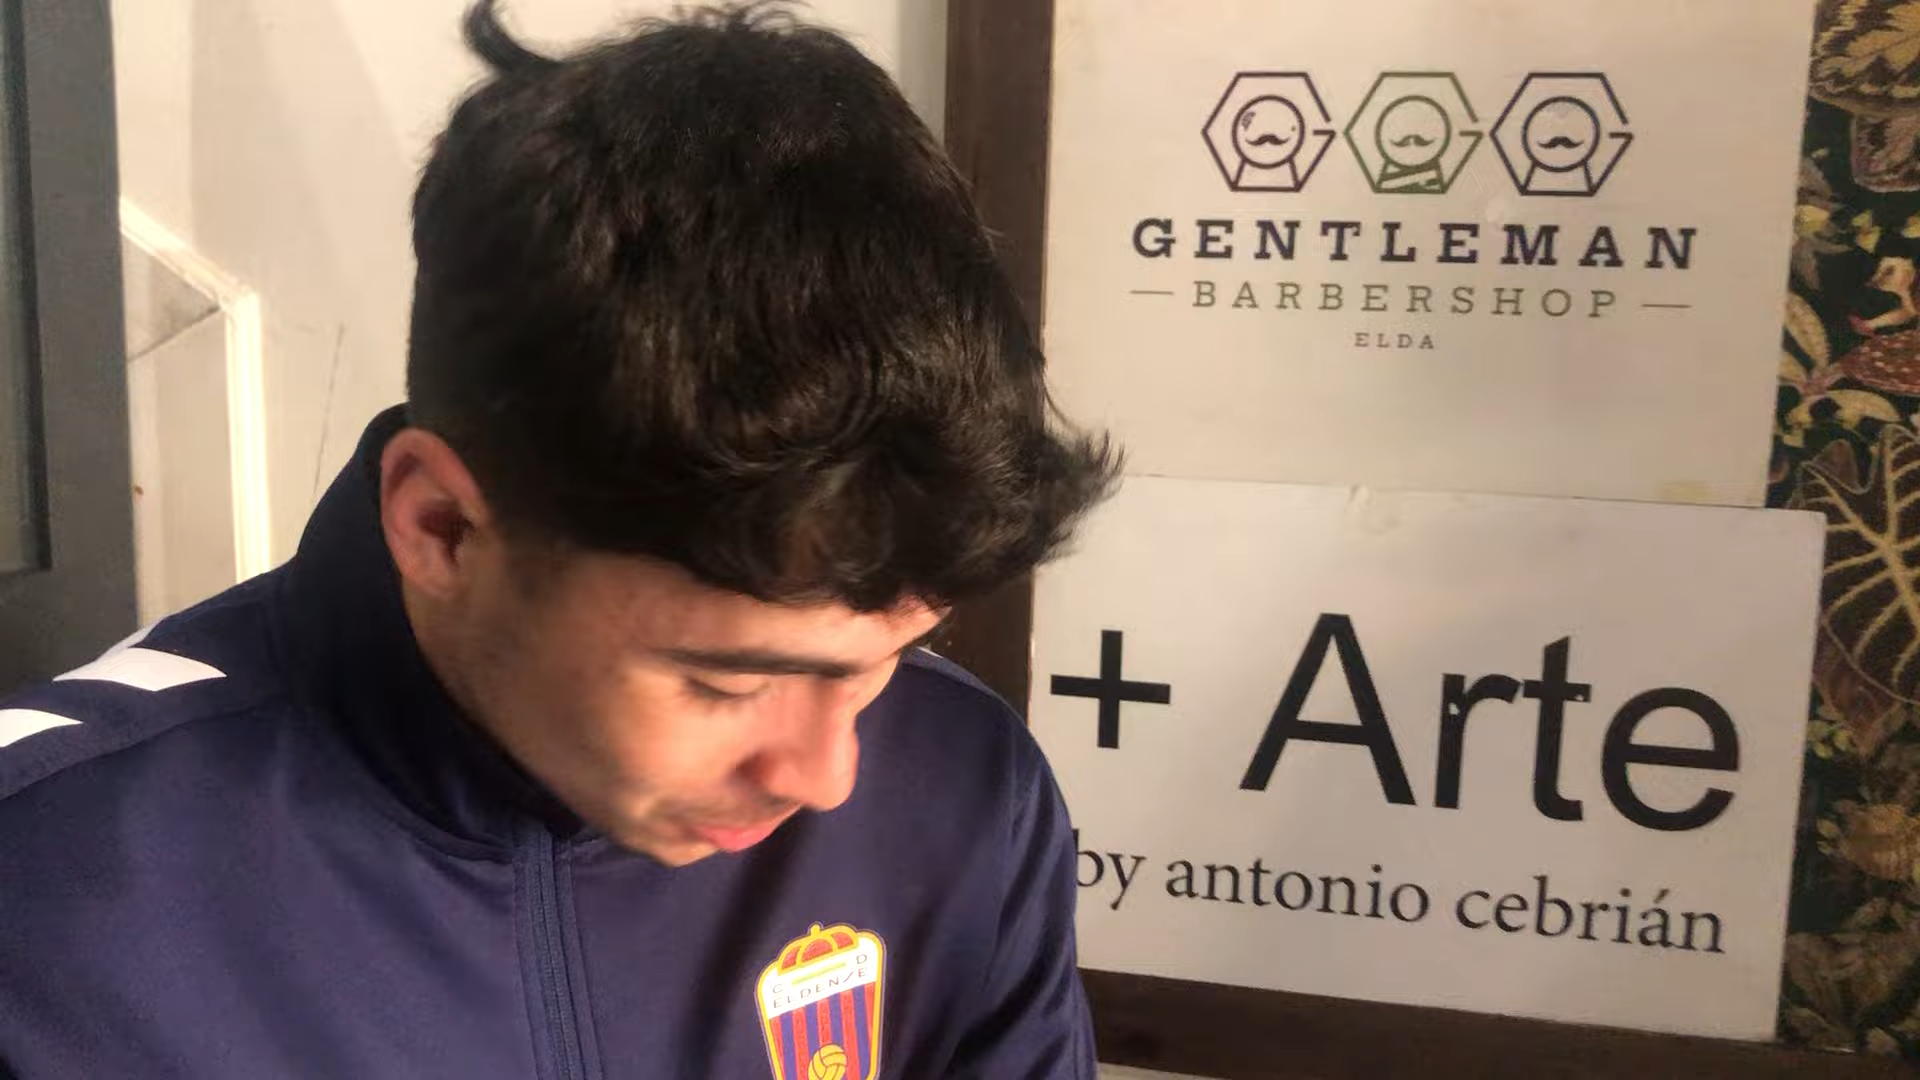 GENTLEMAN
BARBERSHOP
ELDA
+ Arte
by antonio cebrián
C D
ELDENSE